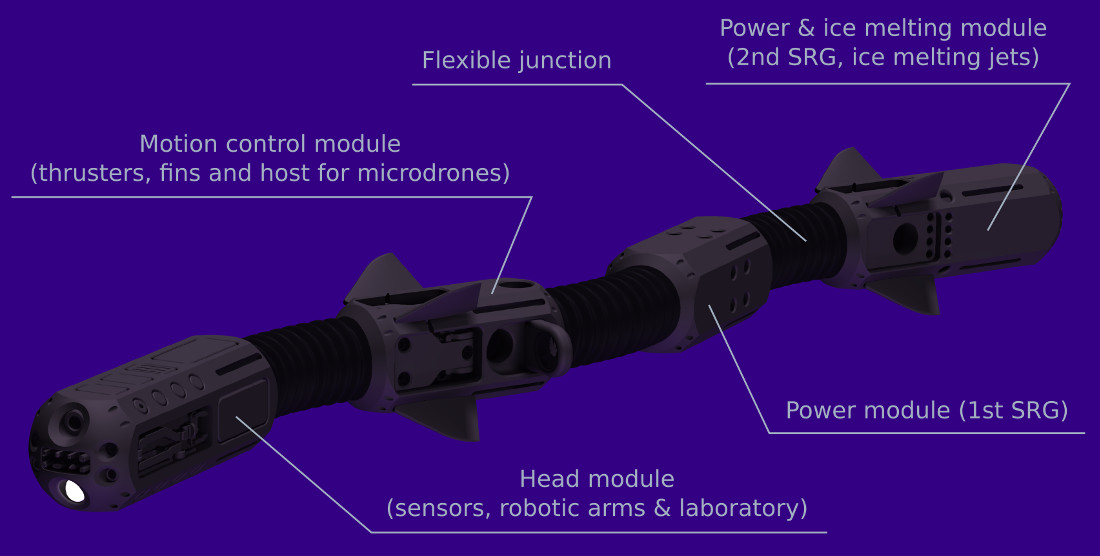 Power & ice melting module
(2nd SRG, ice melting jets)
Flexible junction
Motion control module
(thrusters, fins and host for microdrones)
Power module (1st SRG)
Head module
(sensors, robotic arms & laboratory)